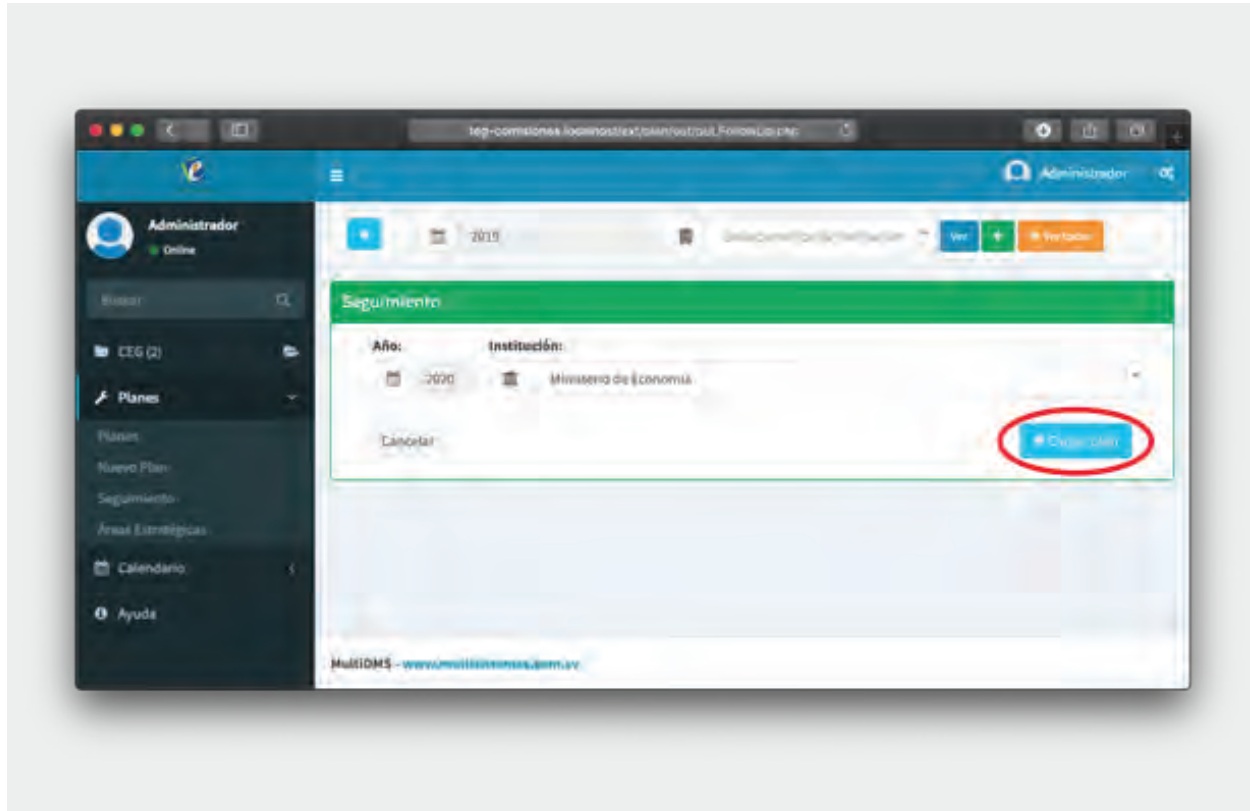 Administrador
Administrador
Online
2019
Ver
Buscar
Seguimiento
CEG (2)
Año:
Institución:
2020
Ministerio de Economía
Planes
Cancelar
Planes
Nuevo Plan
Seguimiento
Áreas Estratégicas
Calendario
Ayuda
MultiDMS -